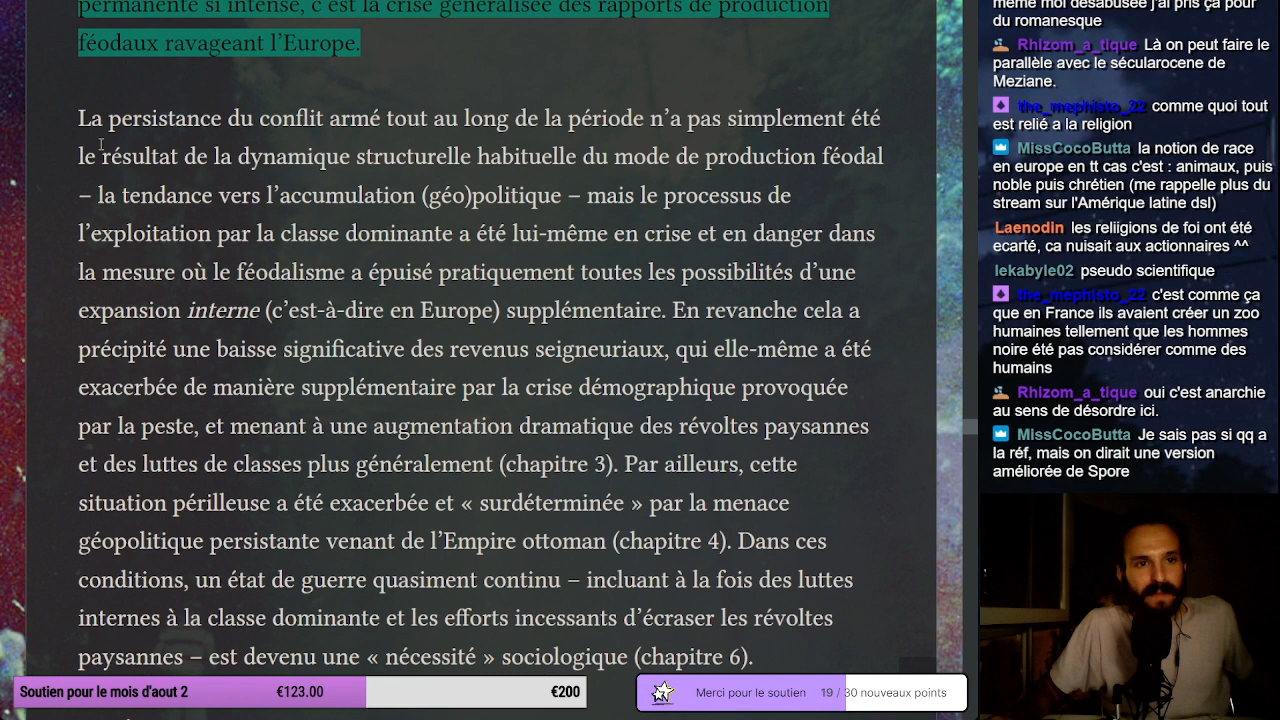 permanente si intense, c’est la crise généralisée des rapports de production
féodaux ravageant l’Europe.
La persistance du conflit armé tout au long de la période n’a pas simplement été
le résultat de la dynamique structurelle habituelle du mode de production féodal
– la tendance vers l’accumulation (géo)politique – mais le processus de
l’exploitation par la classe dominante a été lui-même en crise et en danger dans
la mesure où le féodalisme a épuisé pratiquement toutes les possibilités d’une
expansion interne (c’est-à-dire en Europe) supplémentaire. En revanche cela a
précipité une baisse significative des revenus seigneuriaux, qui elle-même a été
exacerbée de manière supplémentaire par la crise démographique provoquée
par la peste, et menant à une augmentation dramatique des révoltes paysannes
et des luttes de classes plus généralement (chapitre 3). Par ailleurs, cette
situation périlleuse a été exacerbée et « surdéterminée » par la menace
géopolitique persistante venant de l’Empire ottoman (chapitre 4). Dans ces
conditions, un état de guerre quasiment continu – incluant à la fois des luttes
internes à la classe dominante et les efforts incessants d’écraser les révoltes
paysannes – est devenu une « nécessité » sociologique (chapitre 6).
Soutien pour le mois d'aout 2 €123.00 €200
Merci pour le soutien 19 / 30 nouveaux points
même moi désabusée j'ai pris ça pour
du romanesque
Rhizom_a_tique Là on peut faire le
parallèle avec le sécularocene de
Meziane.
the_mephisto_22 comme quoi tout
est relié a la religion
MissCocoButta la notion de race
en europe en tt cas c'est : animaux, puis
noble puis chrétien (me rappelle plus du
stream sur l'Amérique latine dsl)
Laenodin les reliigions de foi ont été
ecarté, ca nuisait aux actionnaires ^^
lekabyle02 pseudo scientifique
the_mephisto_22 c'est comme ça
que en France ils avaient créer un zoo
humaines tellement que les hommes
noire été pas considérer comme des
humains
Rhizom_a_tique oui c'est anarchie
au sens de désordre ici.
MissCocoButta Je sais pas si qq a
la réf, mais on dirait une version
améliorée de Spore